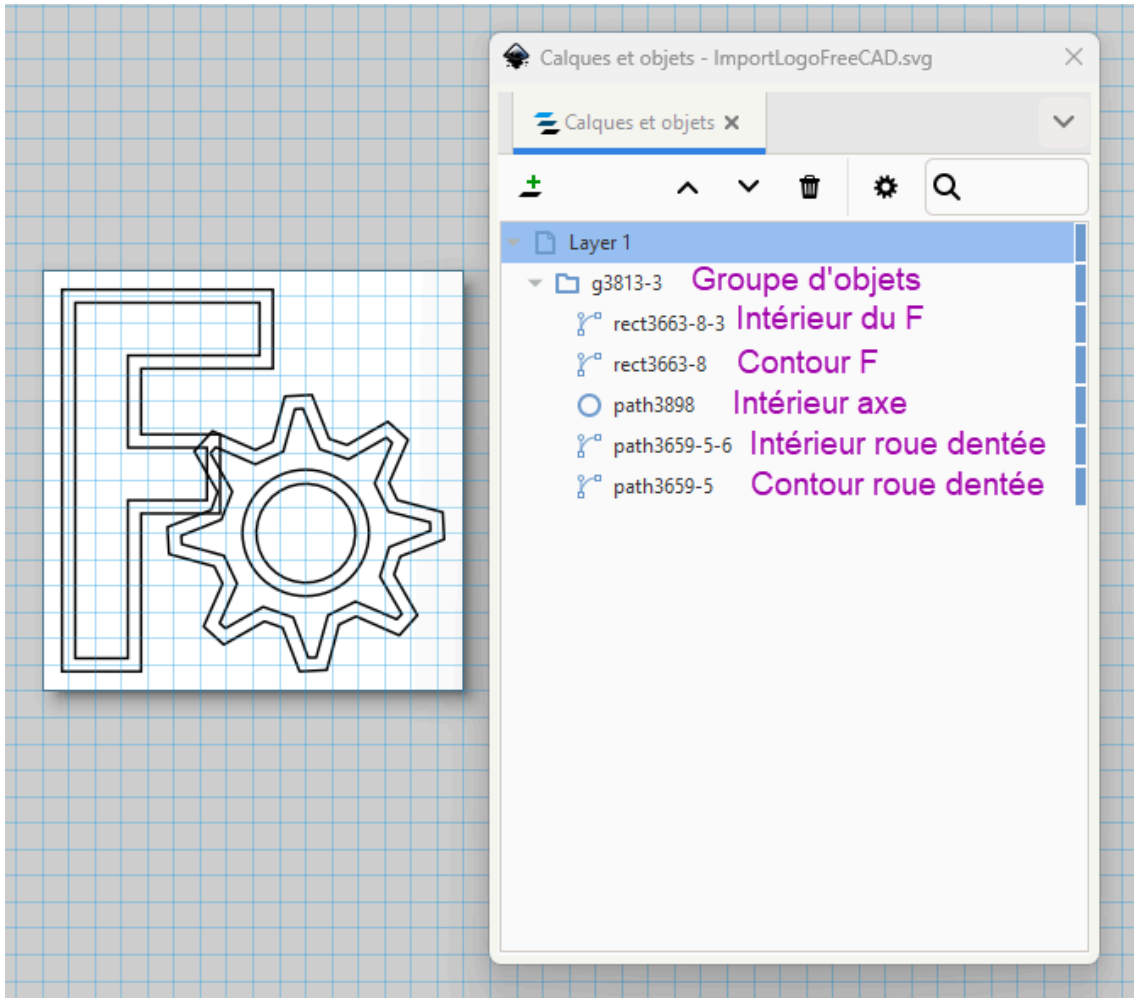 Calques et objets - ImportLogoFreeCAD.svg
Calques et objets
Layer 1
g3813-3 Groupe d'objets
rect3663-8-3 Intérieur du F
rect3663-8 Contour F
path3898 Intérieur axe
path3659-5-6 Intérieur roue dentée
path3659-5 Contour roue dentée